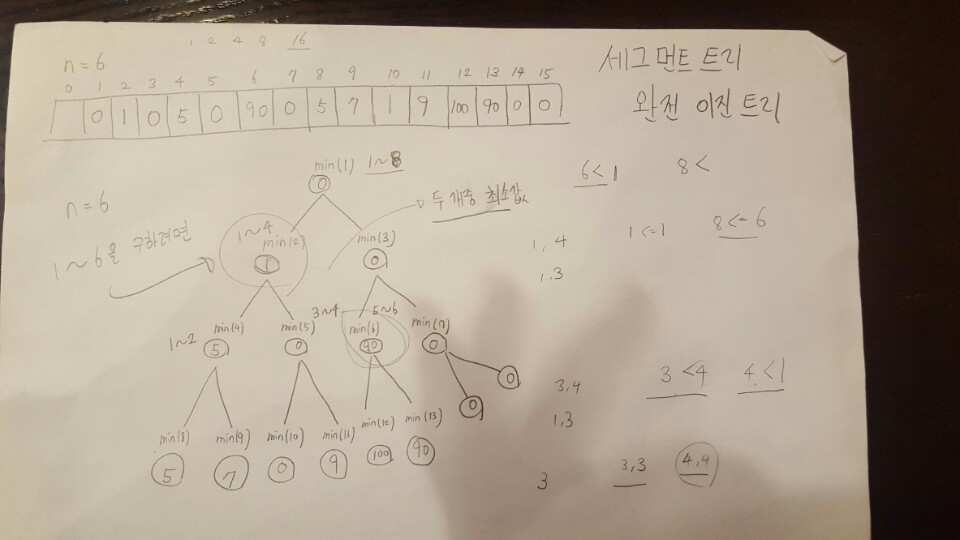 1 2 4 8 16
n = 6
0 1 2 3 4 5 6 7 8 9 10 11 12 13 14 15
0 1 0 5 0 90 0 5 7 1 9 100 90 0 0
세그먼트 트리
완전 이진 트리
min(1) 1~8
0
n = 6
1~6을 구하려면
두 개중 최소값
1~4
min(2)
1
min(3)
0
1~2 min(4)
5
min(5)
0
3~4
5~6
min(6)
90
min(7)
0
0
0
min(8)
5
min(9)
7
min(10)
0
min(11)
9
min(12)
100
min(13)
90
6<1 8<
1, 4 1<=1 8<=6
1,3
3,4 3<4 4<1
1,3
3 3,3 4,4